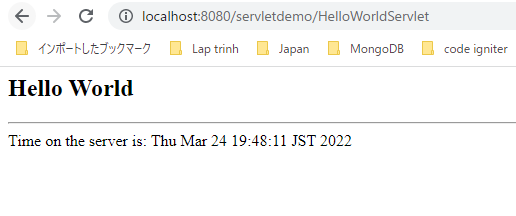 localhost:8080/servletdemo/HelloWorldServlet
インポートしたブックマーク Lap trinh Japan MongoDB code igniter
Hello World
Time on the server is: Thu Mar 24 19:48:11 JST 2022